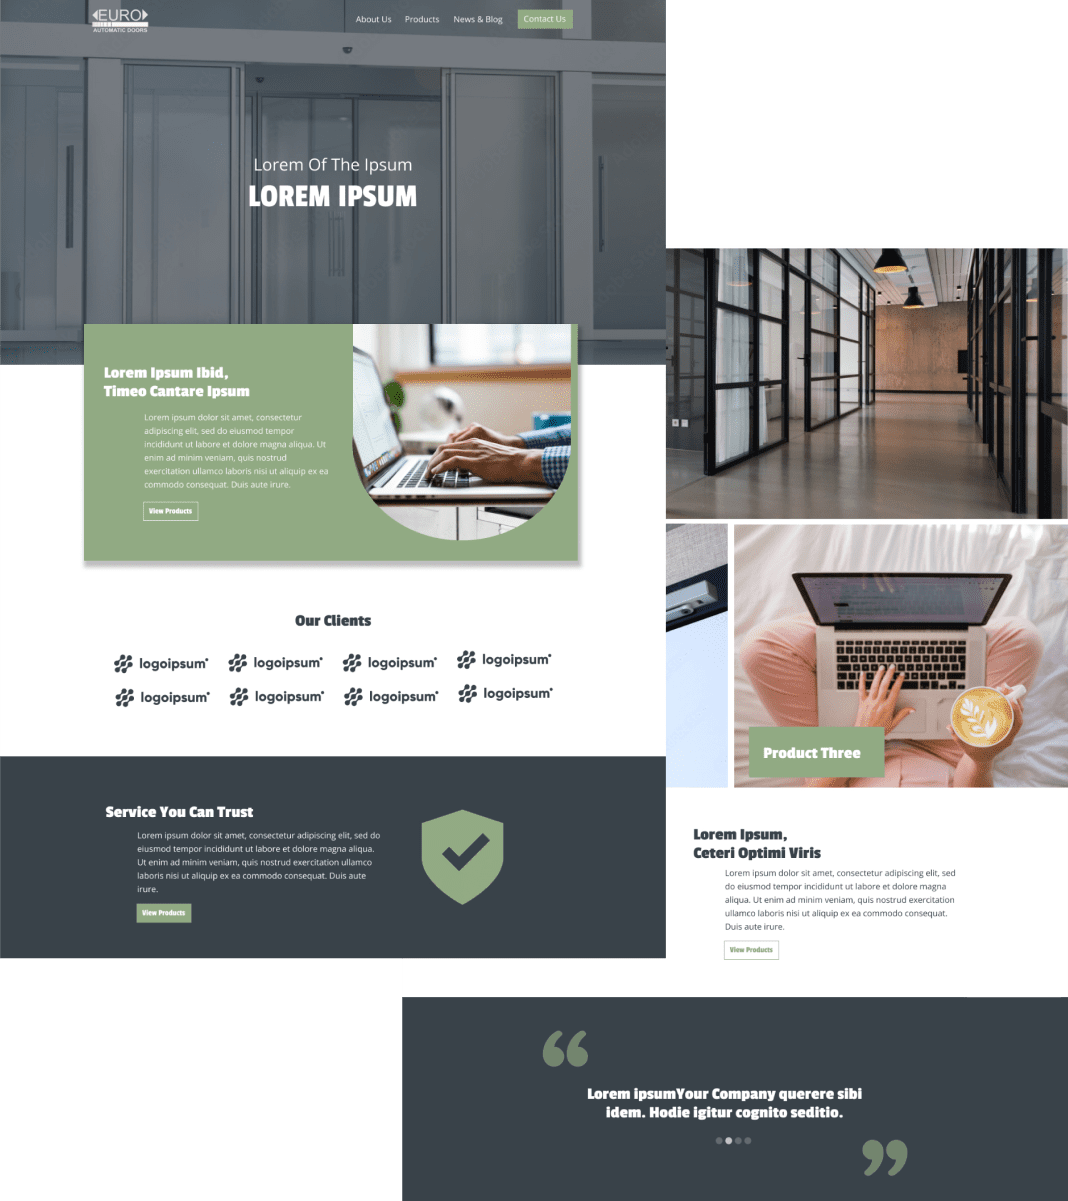 EURO
AUTOMATIC DOORS
About Us Products News & Blog Contact Us
Lorem Of The Ipsum
LOREM IPSUM
Lorem Ipsum Ibid,
Timeo Cantare Ipsum
Lorem ipsum dolor sit amet, consectetur
adipiscing elit, sed do eiusmod tempor
incididunt ut labore et dolore magna aliqua. Ut
enim ad minim veniam, quis nostrud
exercitation ullamco laboris nisi ut aliquip ex ea
commodo consequat. Duis aute irure.
View Products
Our Clients
logoipsum logoipsum logoipsum logoipsum
logoipsum logoipsum logoipsum logoipsum
Service You Can Trust
Lorem ipsum dolor sit amet, consectetur adipiscing elit, sed do
eiusmod tempor incididunt ut labore et dolore magna aliqua.
Ut enim ad minim veniam, quis nostrud exercitation ullamco
laboris nisi ut aliquip ex ea commodo consequat. Duis aute
irure.
View Products
Product Three
Lorem Ipsum,
Ceteri Optimi Viris
Lorem ipsum dolor sit amet, consectetur adipiscing elit, sed
do eiusmod tempor incididunt ut labore et dolore magna
aliqua. Ut enim ad minim veniam, quis nostrud exercitation
ullamco laboris nisi ut aliquip ex ea commodo consequat.
Duis aute irure.
View Products
“
Lorem ipsumYour Company querere sibi
idem. Hodie igitur cognito seditio.
”